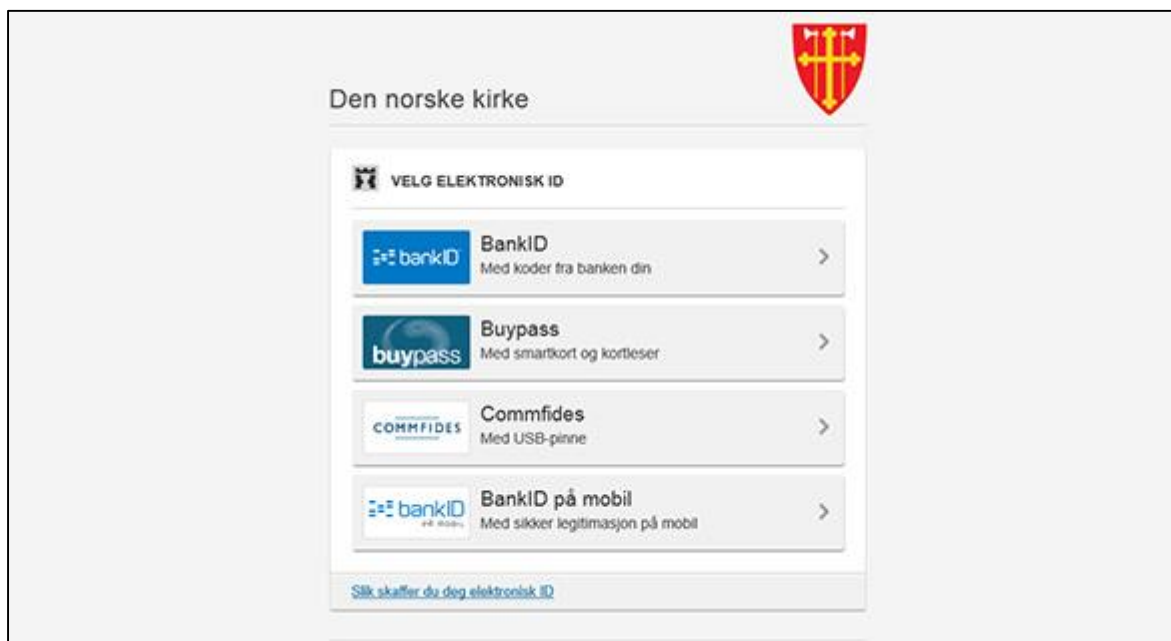 Den norske kirke
VELG ELEKTRONISK ID
bankID
BankID
Med koder fra banken din
buypass
Buypass
Med smartkort og kortleser
COMMFIDES
Commfides
Med USB-pinne
bankID
PÅ MOBIL
BankID på mobil
Med sikker legitimasjon på mobil
Slik skaffer du deg elektronisk ID